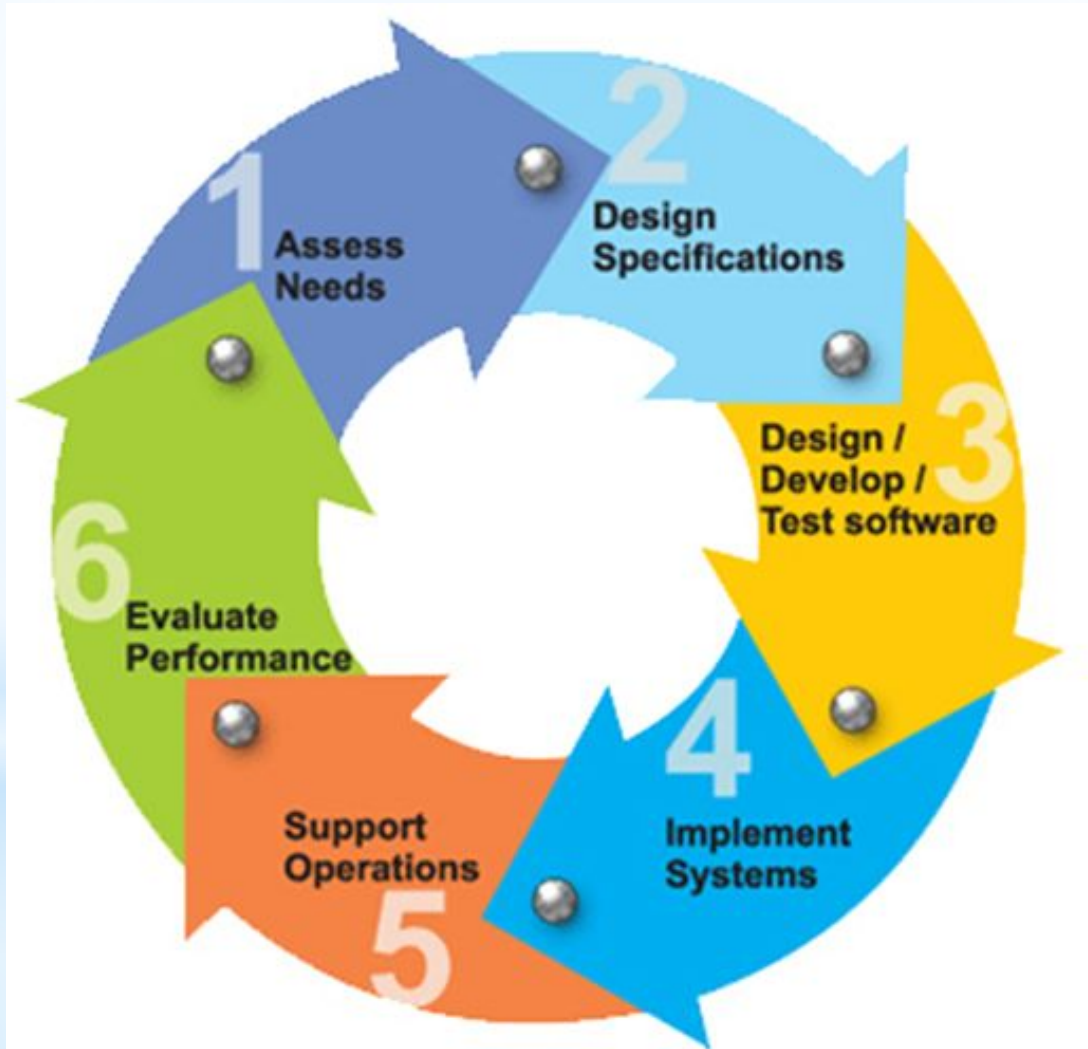 1
Assess
Needs
2
Design
Specifications
3
Design /
Develop /
Test software
4
Implement
Systems
5
Support
Operations
6
Evaluate
Performance